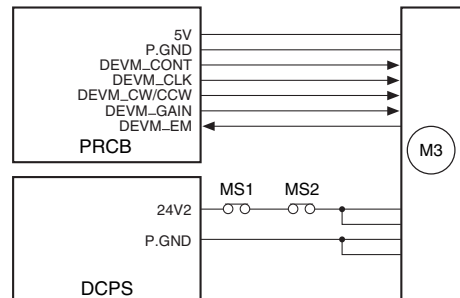 5V
P.GND
DEVM_CONT
DEVM_CLK
DEVM_CW/CCW
DEVM_GAIN
DEVM_EM
PRCB
M3
MS1 MS2
24V2
P.GND
DCPS